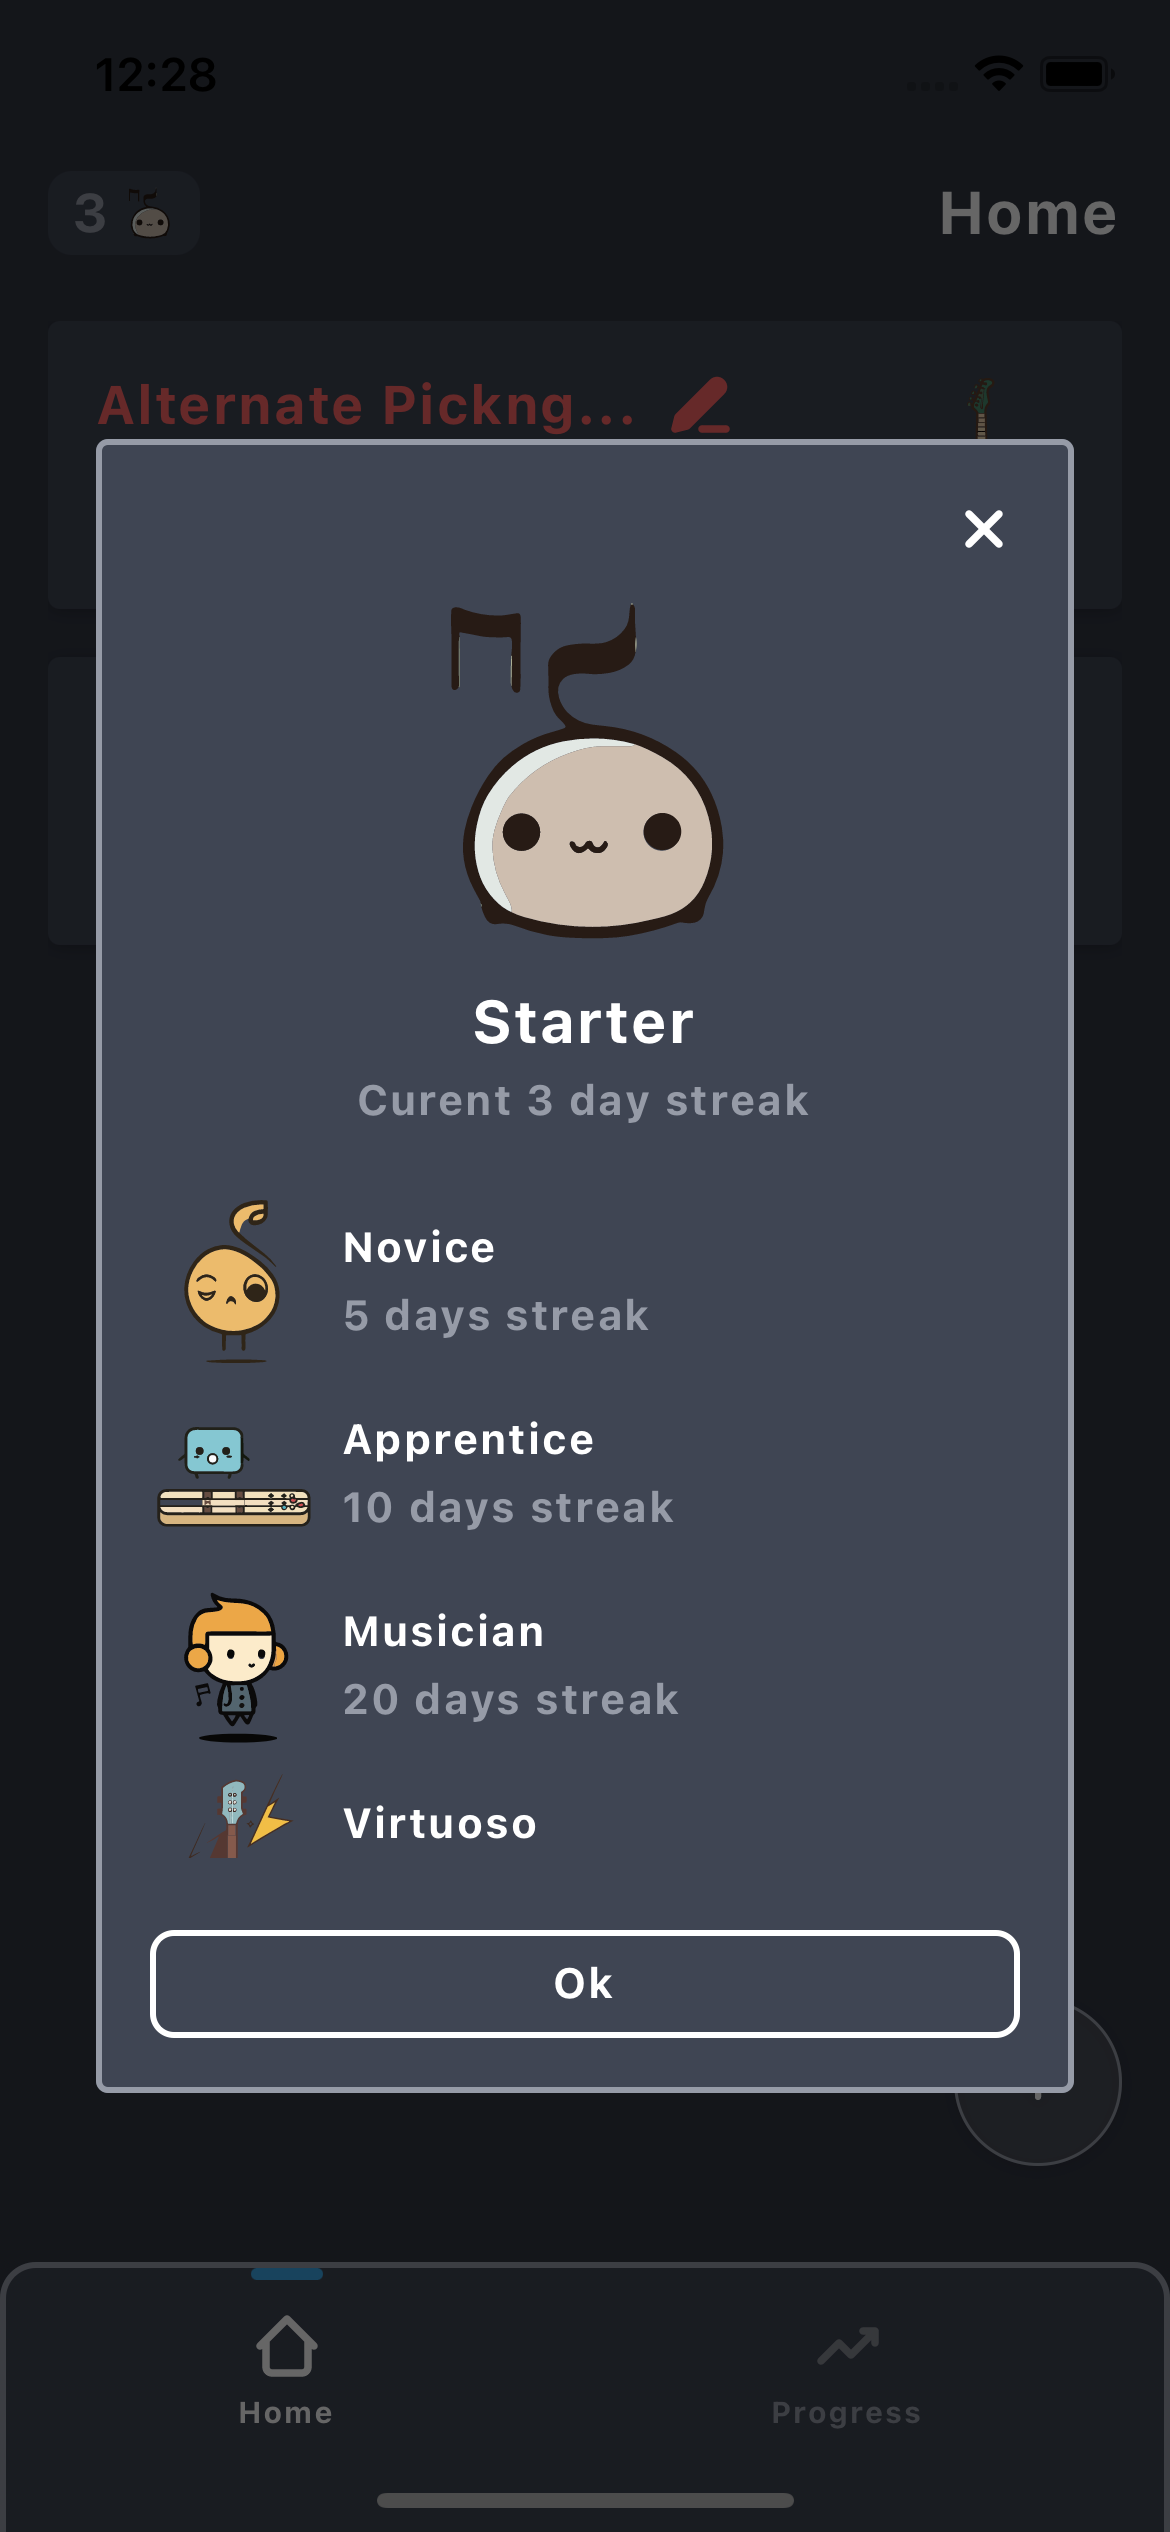 12:28
3
Home
Alternate Pickng...
Starter
Curent 3 day streak
Novice
5 days streak
Apprentice
10 days streak
Musician
20 days streak
Virtuoso
Ok
Home
Progress